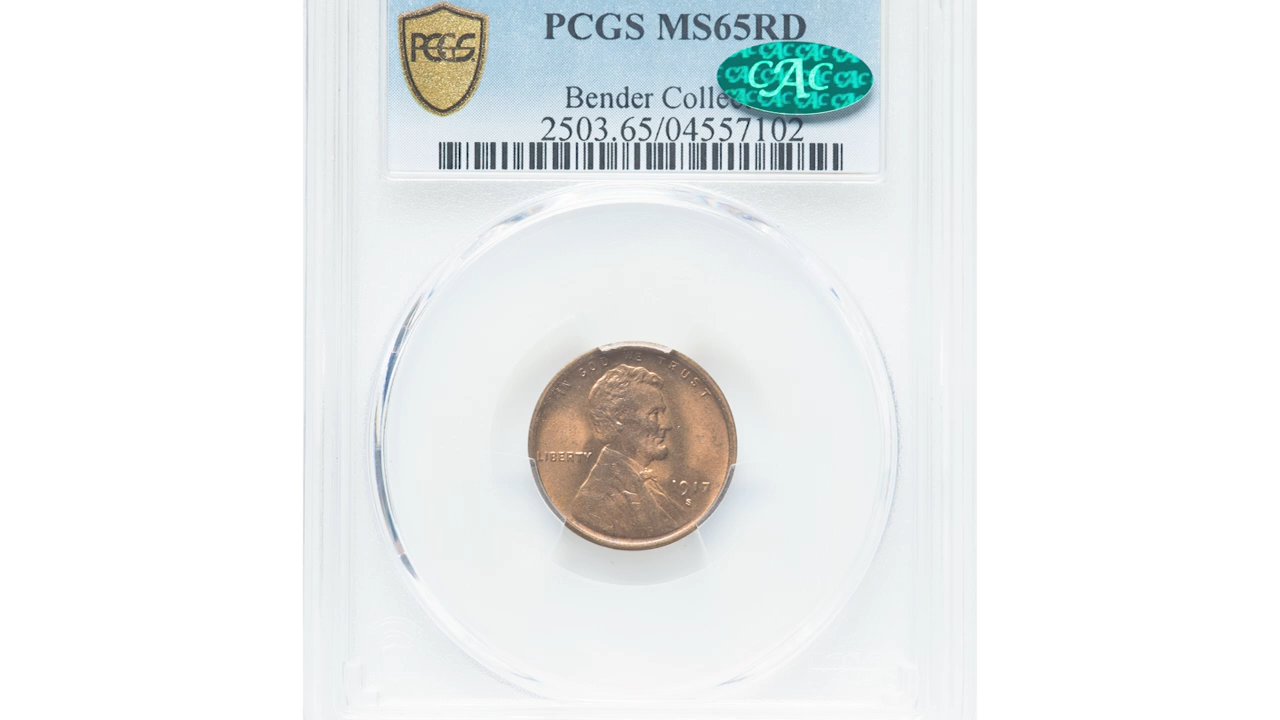 PCGS MS65RD
PCGS
CAC
Bender Collec
2503.65/04557102
IN GOD WE TRUST
LIBERTY
1917
S